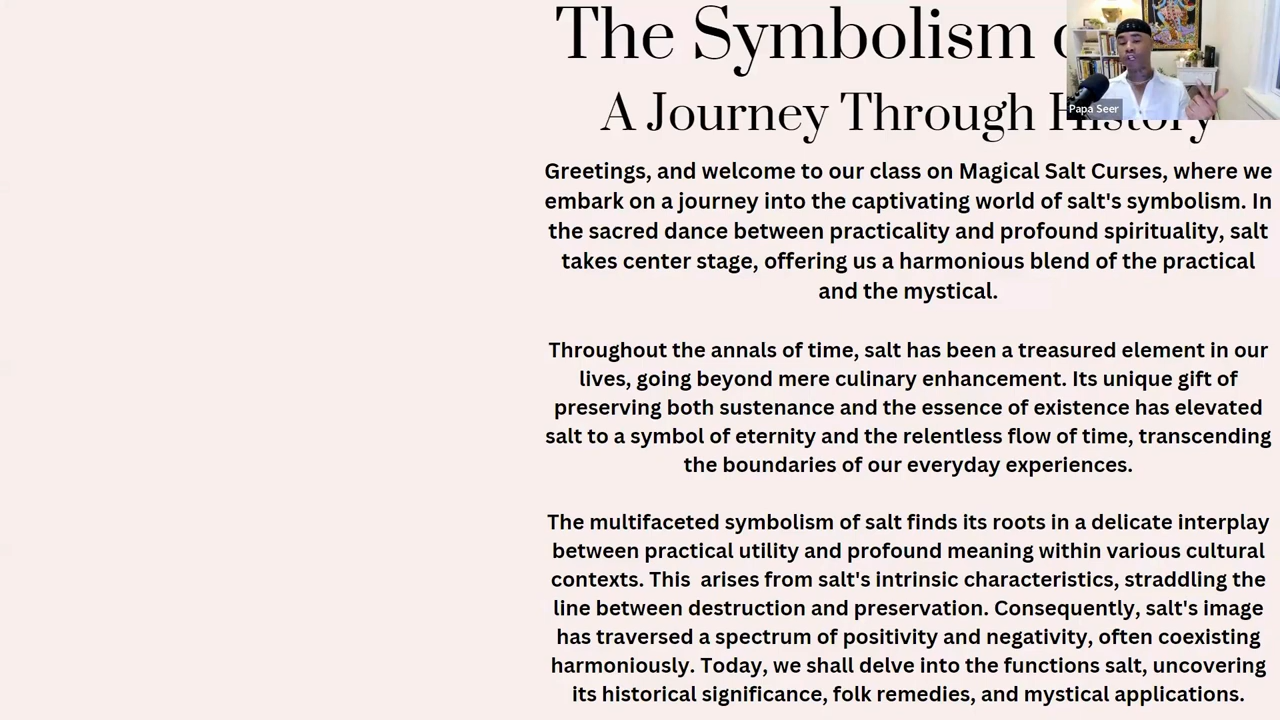 The Symbolism
A Journey Through History
Papa Seer
Greetings, and welcome to our class on Magical Salt Curses, where we
embark on a journey into the captivating world of salt's symbolism. In
the sacred dance between practicality and profound spirituality, salt
takes center stage, offering us a harmonious blend of the practical
and the mystical.
Throughout the annals of time, salt has been a treasured element in our
lives, going beyond mere culinary enhancement. Its unique gift of
preserving both sustenance and the essence of existence has elevated
salt to a symbol of eternity and the relentless flow of time, transcending
the boundaries of our everyday experiences.
The multifaceted symbolism of salt finds its roots in a delicate interplay
between practical utility and profound meaning within various cultural
contexts. This  arises from salt's intrinsic characteristics, straddling the
line between destruction and preservation. Consequently, salt's image
has traversed a spectrum of positivity and negativity, often coexisting
harmoniously. Today, we shall delve into the functions salt, uncovering
its historical significance, folk remedies, and mystical applications.